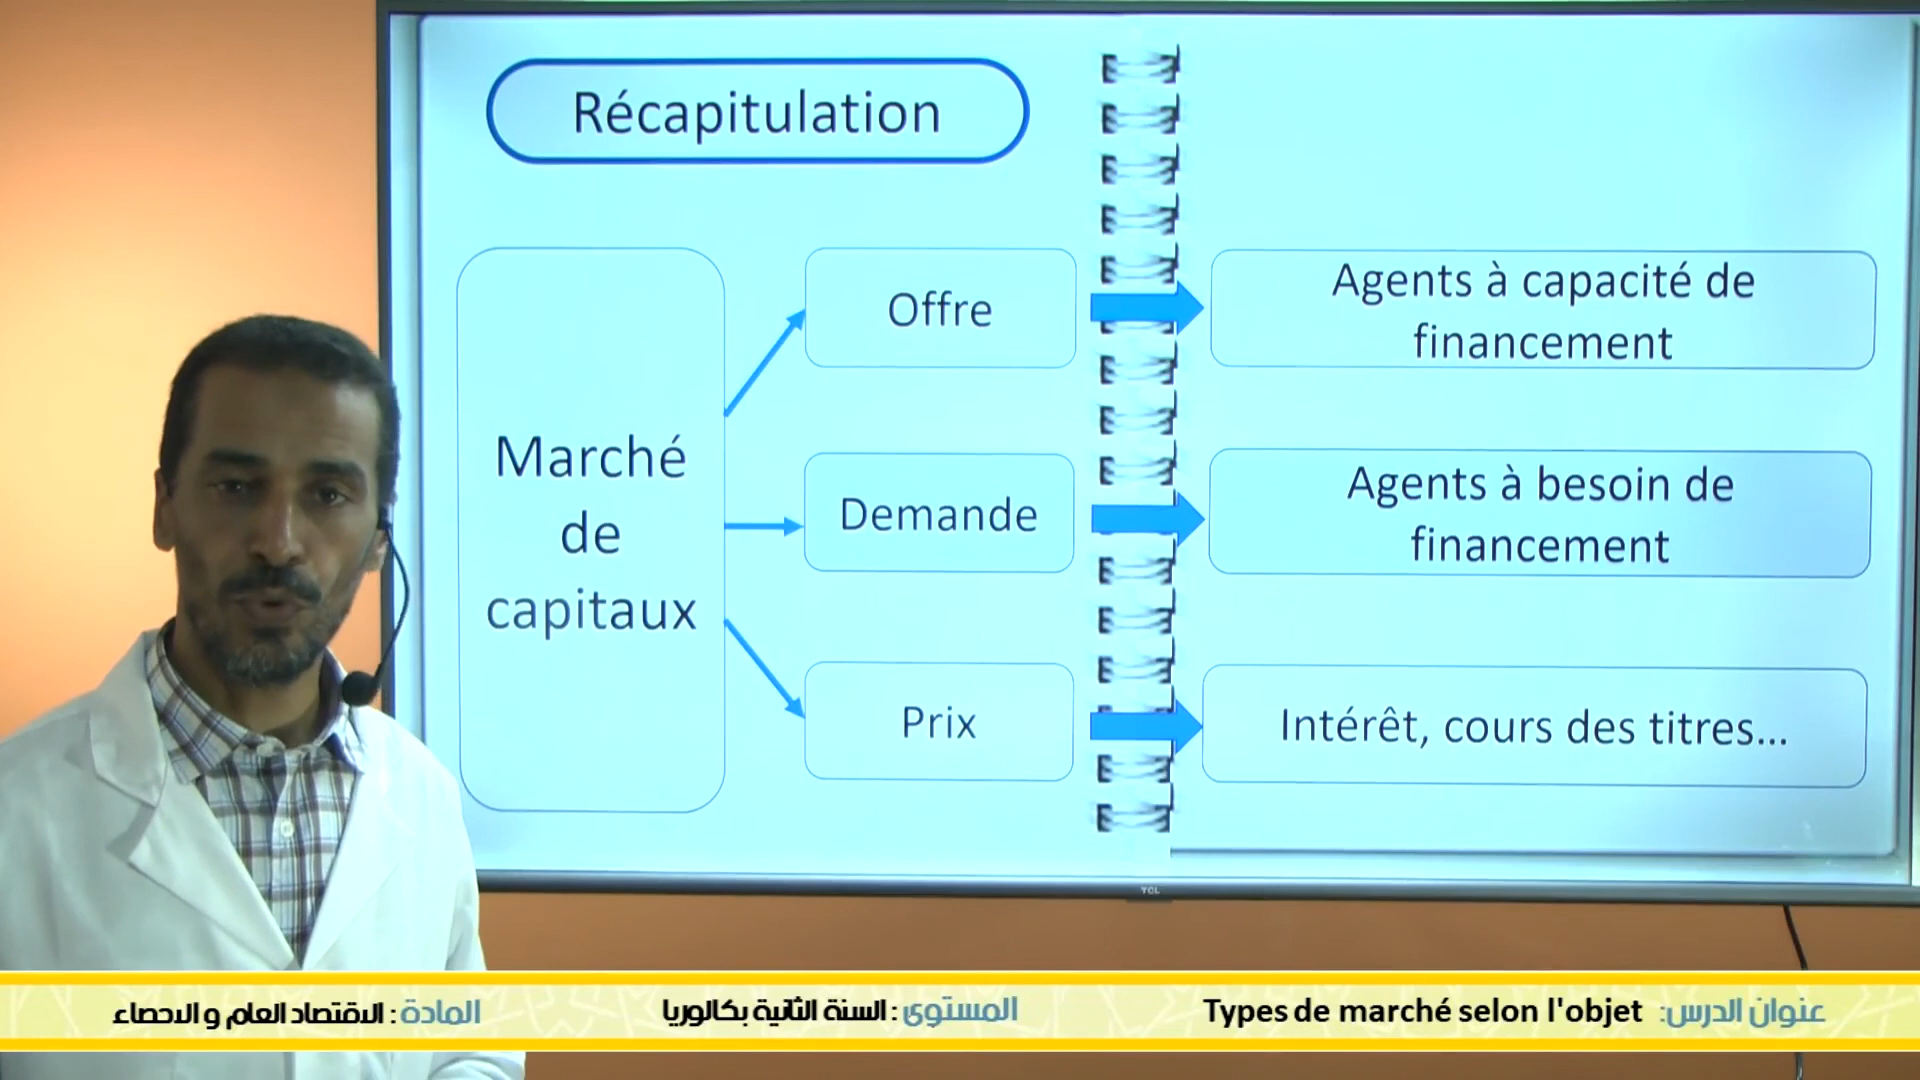 Récapitulation
Marché
de
capitaux
Offre
Agents à capacité de
financement
Demande
Agents à besoin de
financement
Prix
Intérêt, cours des titres...
TCL
عنوان الدرس: Types de marché selon l'objet
المستوى : السنة الثانية بكالوريا
المادة : الاقتصاد العام و الاحصاء